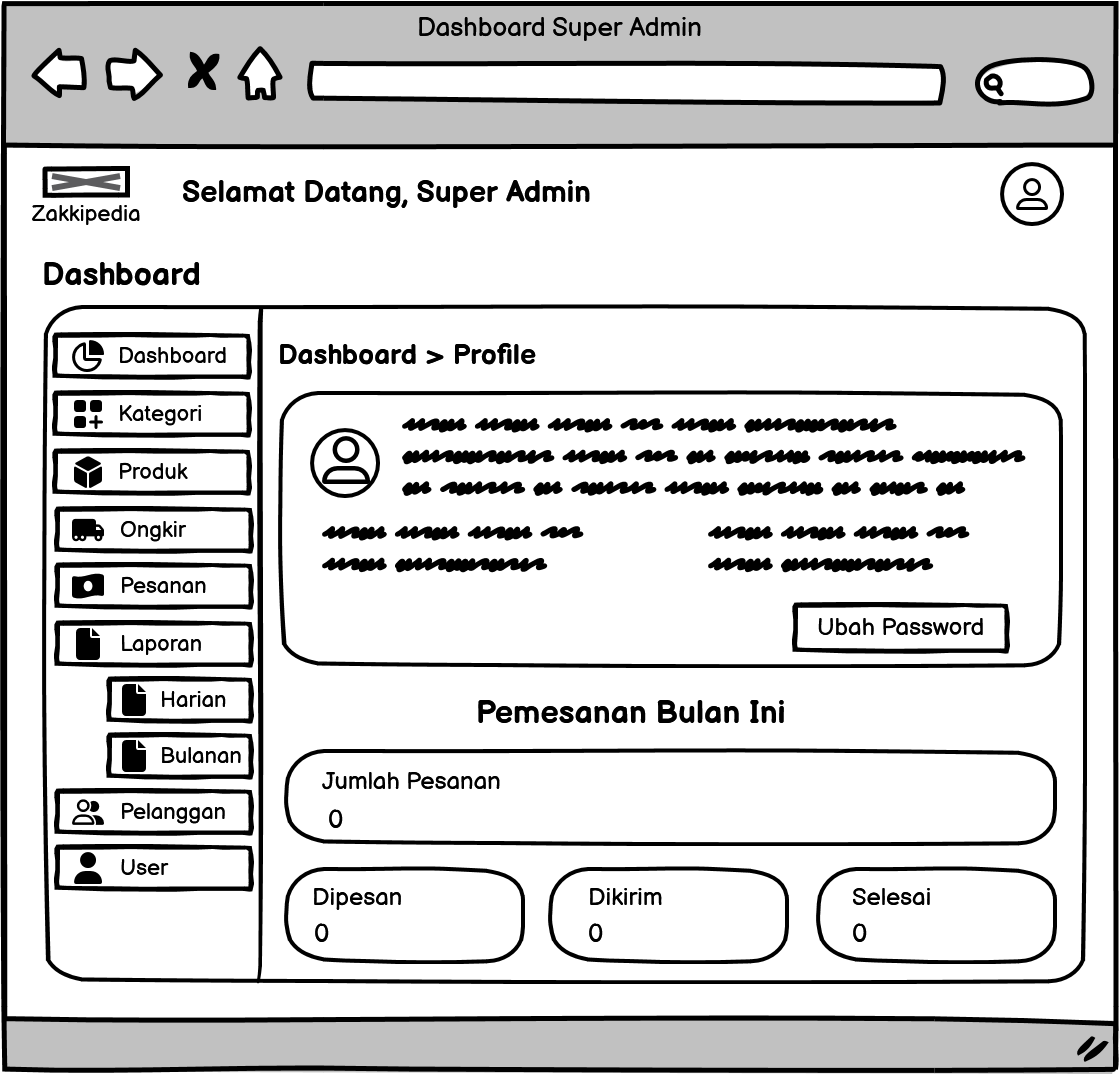 Dashboard Super Admin
Zakkipedia
Selamat Datang, Super Admin
Dashboard
Dashboard
Kategori
Produk
Ongkir
Pesanan
Laporan
Harian
Bulanan
Pelanggan
User
Dashboard > Profile
Ubah Password
Pemesanan Bulan Ini
Jumlah Pesanan
0
Dipesan
0
Dikirim
0
Selesai
0